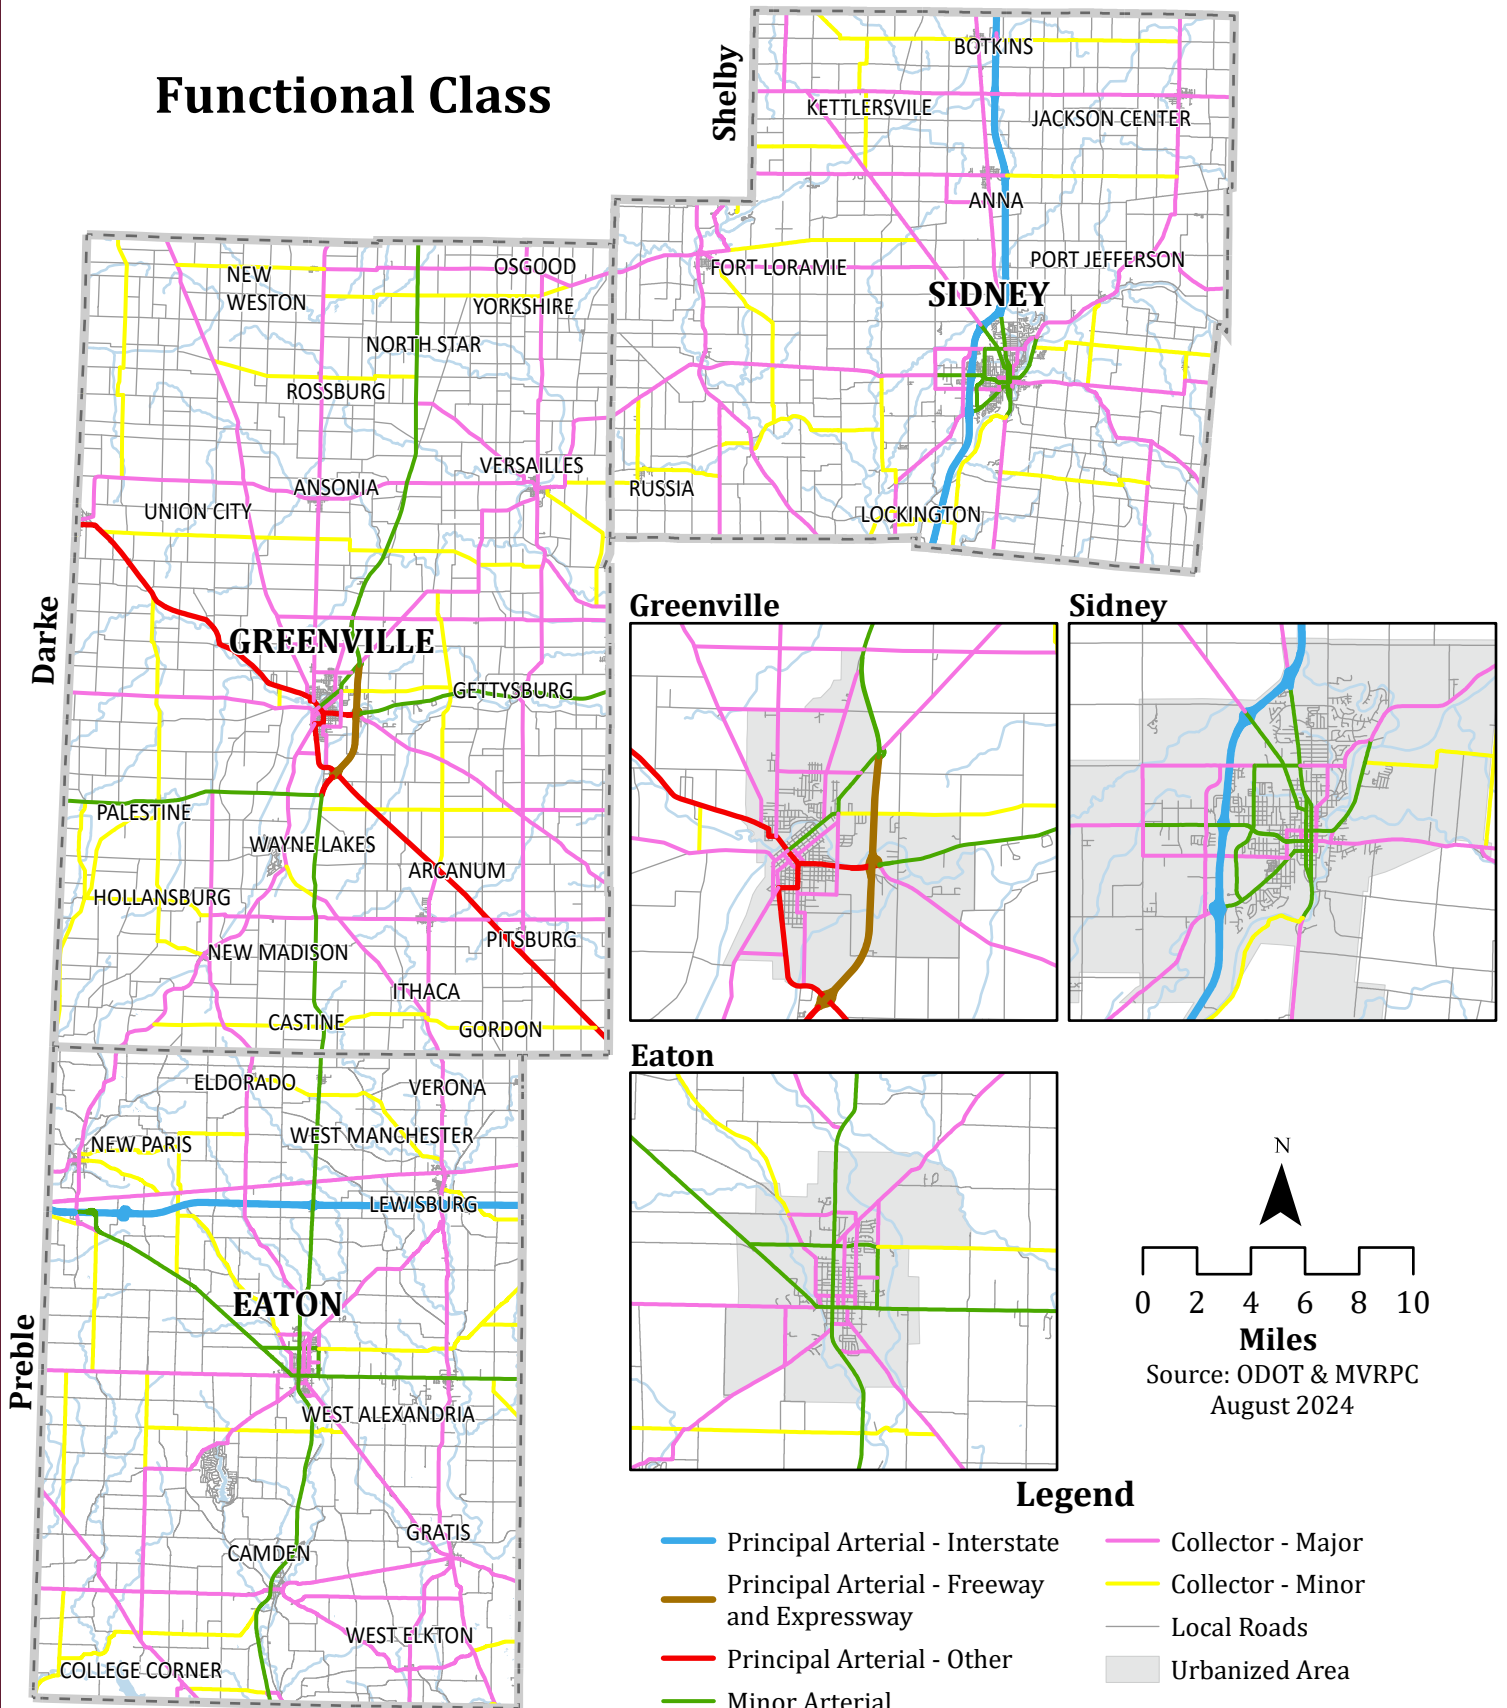 Functional Class
Shelby
BOTKINS
KETTLERSVILE
JACKSON CENTER
ANNA
FORT LORAMIE
PORT JEFFERSON
SIDNEY
RUSSIA
LOCKINGTON
Darke
NEW
WESTON
OSGOOD
YORKSHIRE
NORTH STAR
ROSSBURG
VERSAILLES
ANSONIA
UNION CITY
GREENVILLE
GETTYSBURG
PALESTINE
WAYNE LAKES
ARCANUM
HOLLANSBURG
PITSBURG
NEW MADISON
ITHACA
CASTINE
GORDON
Preble
ELDORADO
VERONA
NEW PARIS
WEST MANCHESTER
LEWISBURG
EATON
WEST ALEXANDRIA
GRATIS
CAMDEN
WEST ELKTON
COLLEGE CORNER
Greenville
Sidney
Eaton
N
0 2 4 6 8 10
Miles
Source: ODOT & MVRPC
August 2024
Legend
Principal Arterial - Interstate
Principal Arterial - Freeway
and Expressway
Principal Arterial - Other
Minor Arterial
Collector - Major
Collector - Minor
Local Roads
Urbanized Area